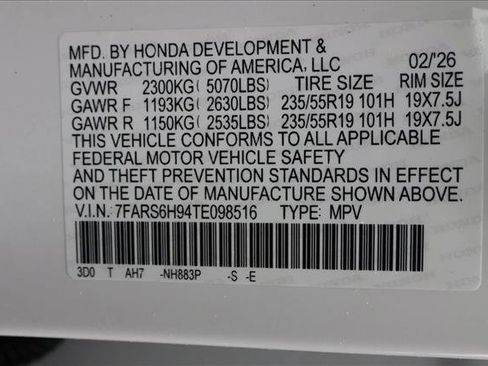 MFD. BY HONDA DEVELOPMENT &
MANUFACTURING OF AMERICA, LLC 02/'26
GVWR 2300KG( 5070LBS) TIRE SIZE RIM SIZE
GAWR F 1193KG( 2630LBS) 235/55R19 101H 19X7.5J
GAWR R 1150KG( 2535LBS) 235/55R19 101H 19X7.5J
THIS VEHICLE CONFORMS TO ALL APPLICABLE
FEDERAL MOTOR VEHICLE SAFETY
AND THEFT PREVENTION STANDARDS IN EFFECT
ON THE DATE OF MANUFACTURE SHOWN ABOVE.
V.I.N. 7FARS6H94TE098516 TYPE: MPV
3D0 T AH7 -NH883P -S -E